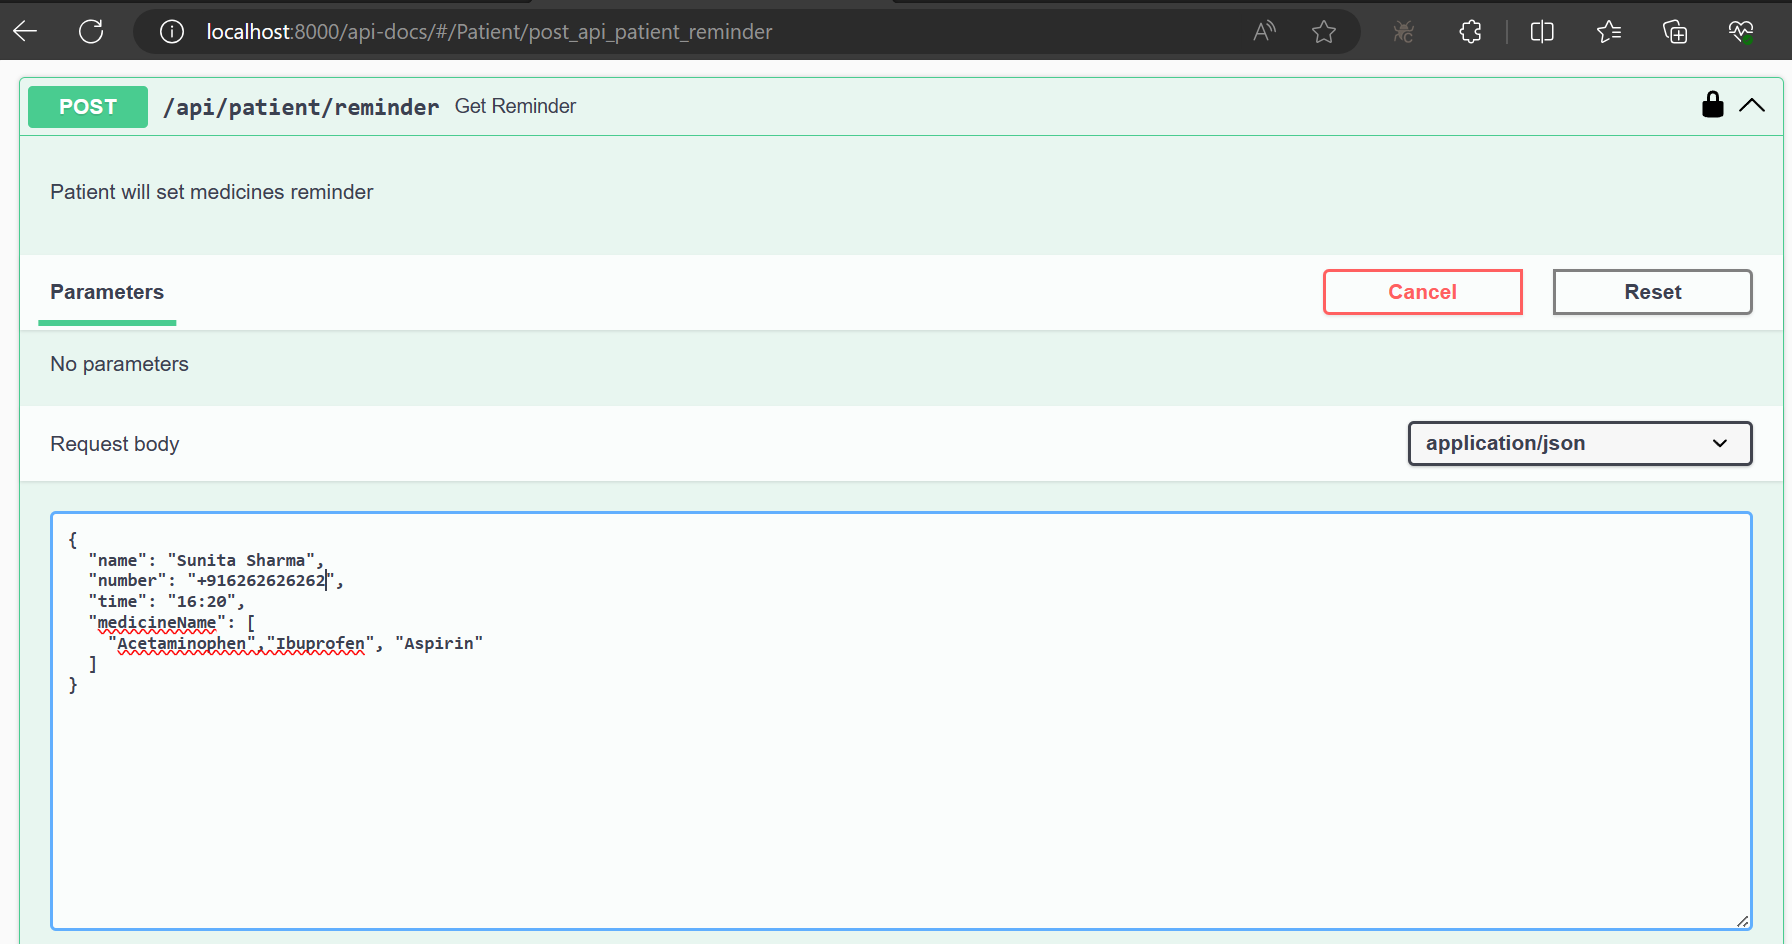 localhost:8000/api-docs/#/Patient/post_api_patient_reminder
POST /api/patient/reminder Get Reminder
Patient will set medicines reminder
Parameters Cancel Reset
No parameters
Request body application/json
{
"name": "Sunita Sharma",
"number": "+916262626262",
"time": "16:20",
"medicineName": [
"Acetaminophen","Ibuprofen", "Aspirin"
]
}